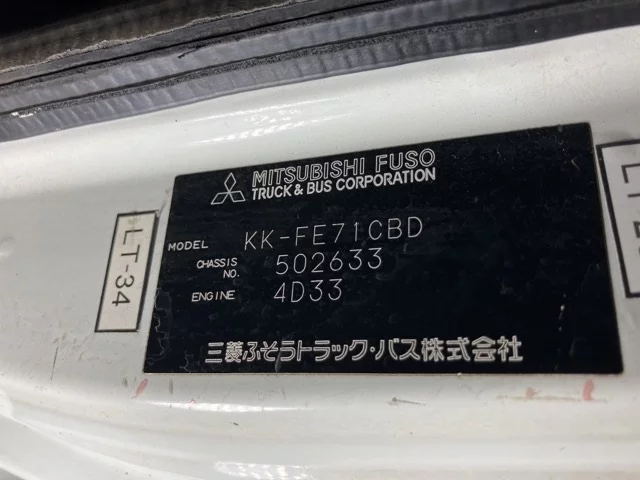 MITSUBISHI FUSO
TRUCK & BUS CORPORATION
MODEL KK-FE71CBD
CHASSIS NO. 502633
ENGINE 4D33
三菱ふそうトラック・バス株式会社
LT-34